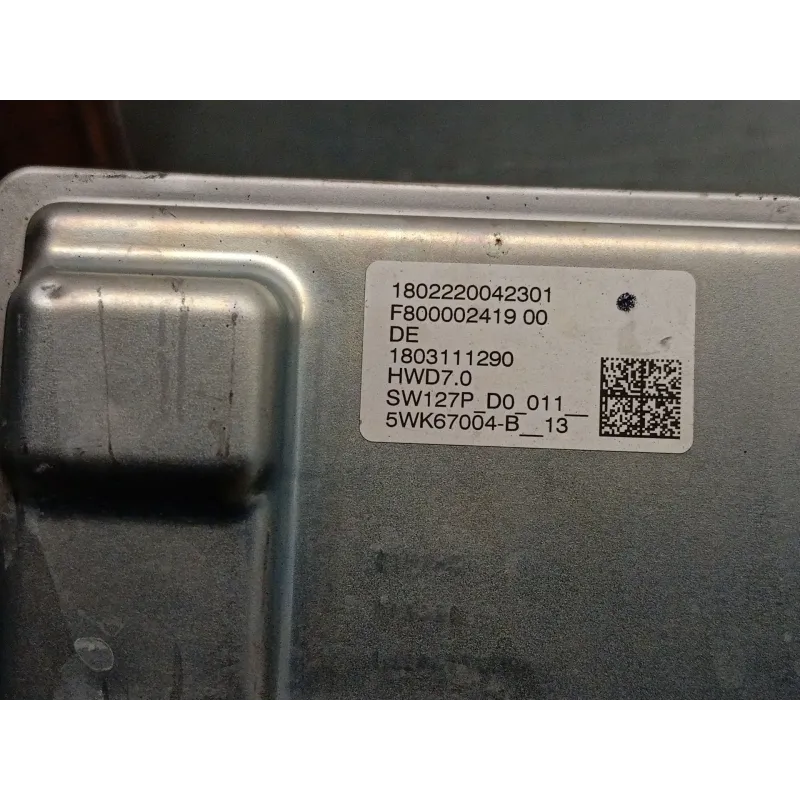 1802220042301
F800002419 00
DE
1803111290
HWD7.0
SW127P_D0_011__
5WK67004-B__13